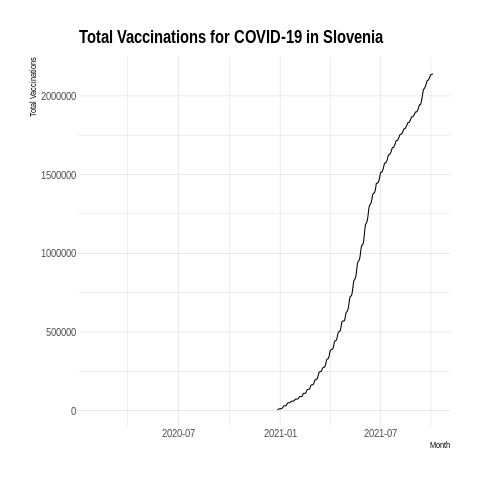 Total Vaccinations for COVID-19 in Slovenia
Total Vaccinations
2000000
1500000
1000000
500000
0
2020-07 2021-01 2021-07
Month